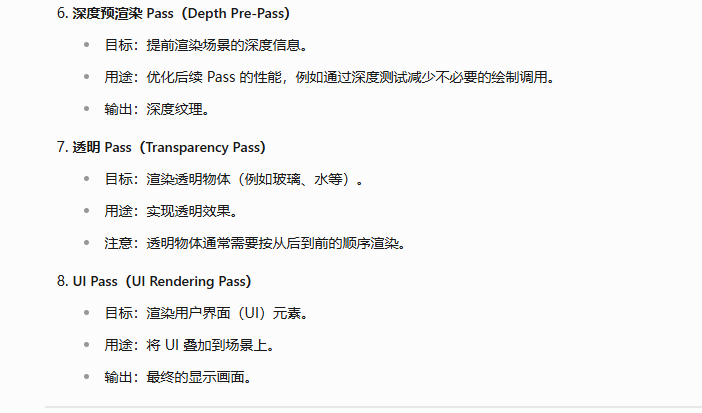 6. 深度预渲染 Pass（Depth Pre-Pass）
• 目标：提前渲染场景的深度信息。
• 用途：优化后续 Pass 的性能，例如通过深度测试减少不必要的绘制调用。
• 输出：深度纹理。
7. 透明 Pass（Transparency Pass）
• 目标：渲染透明物体（例如玻璃、水等）。
• 用途：实现透明效果。
• 注意：透明物体通常需要按从后到前的顺序渲染。
8. UI Pass（UI Rendering Pass）
• 目标：渲染用户界面（UI）元素。
• 用途：将 UI 叠加到场景上。
• 输出：最终的显示画面。